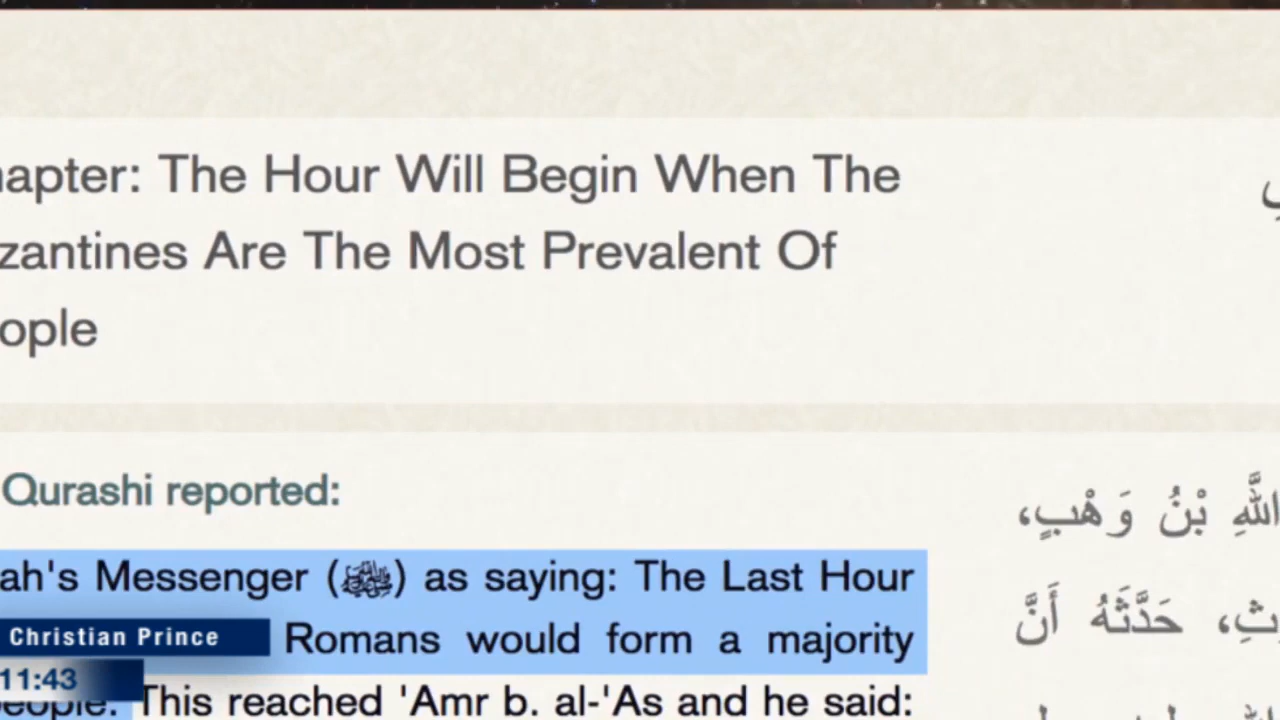 hapter: The Hour Will Begin When The
zantines Are The Most Prevalent Of
ople
Qurashi reported:
ah's Messenger (ﷺ) as saying: The Last Hour
Romans would form a majority
people. This reached 'Amr b. al-'As and he said:
Christian Prince
11:43
اللَّهِ بْنُ وَهْبٍ،
حَدَّثَهُ أَنَّ